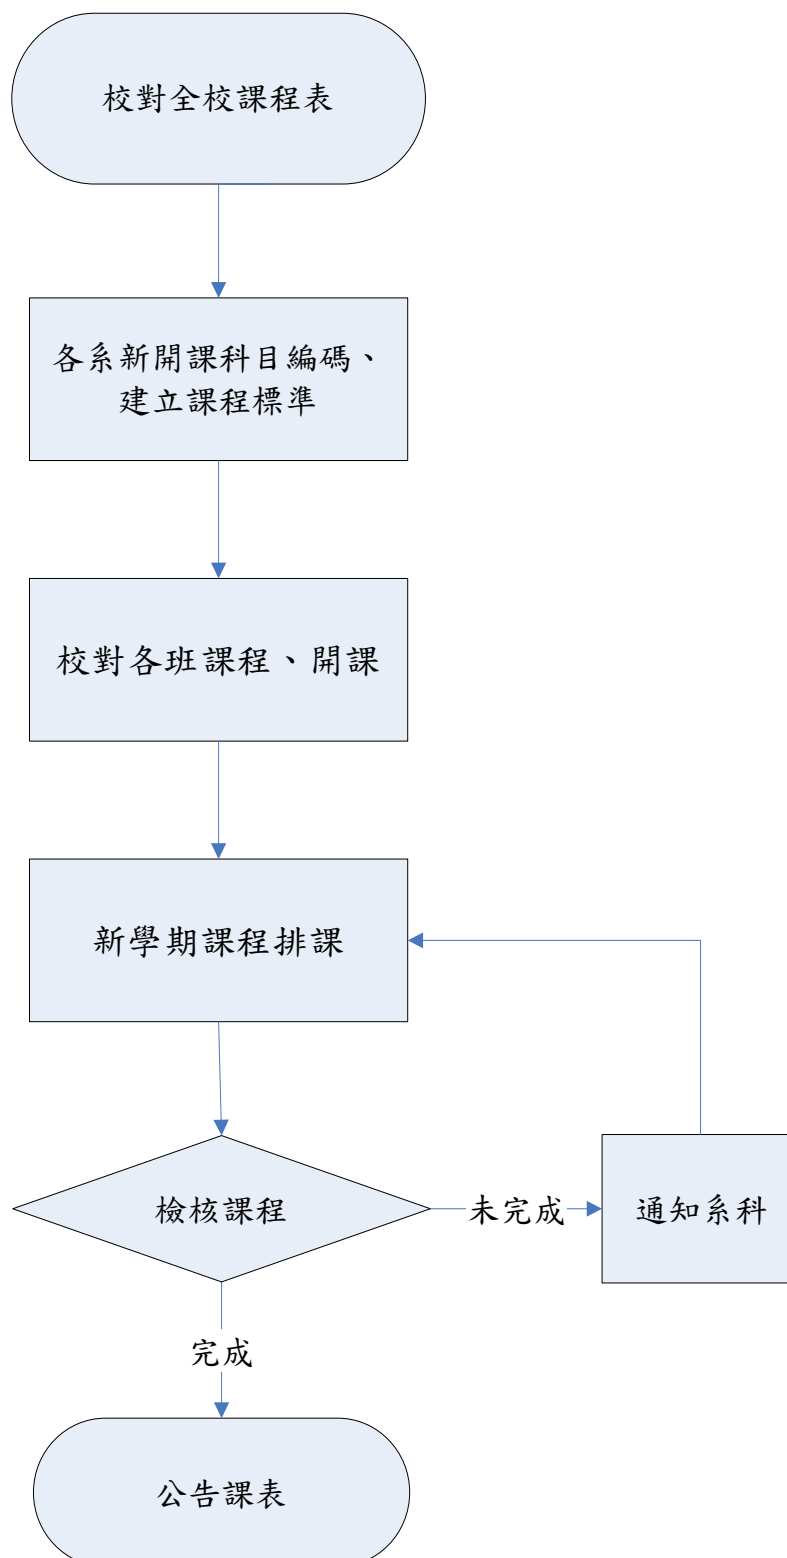 校對全校課程表
各系新開課科目編碼、
建立課程標準
校對各班課程、開課
新學期課程排課
檢核課程
未完成
通知系科
完成
公告課表